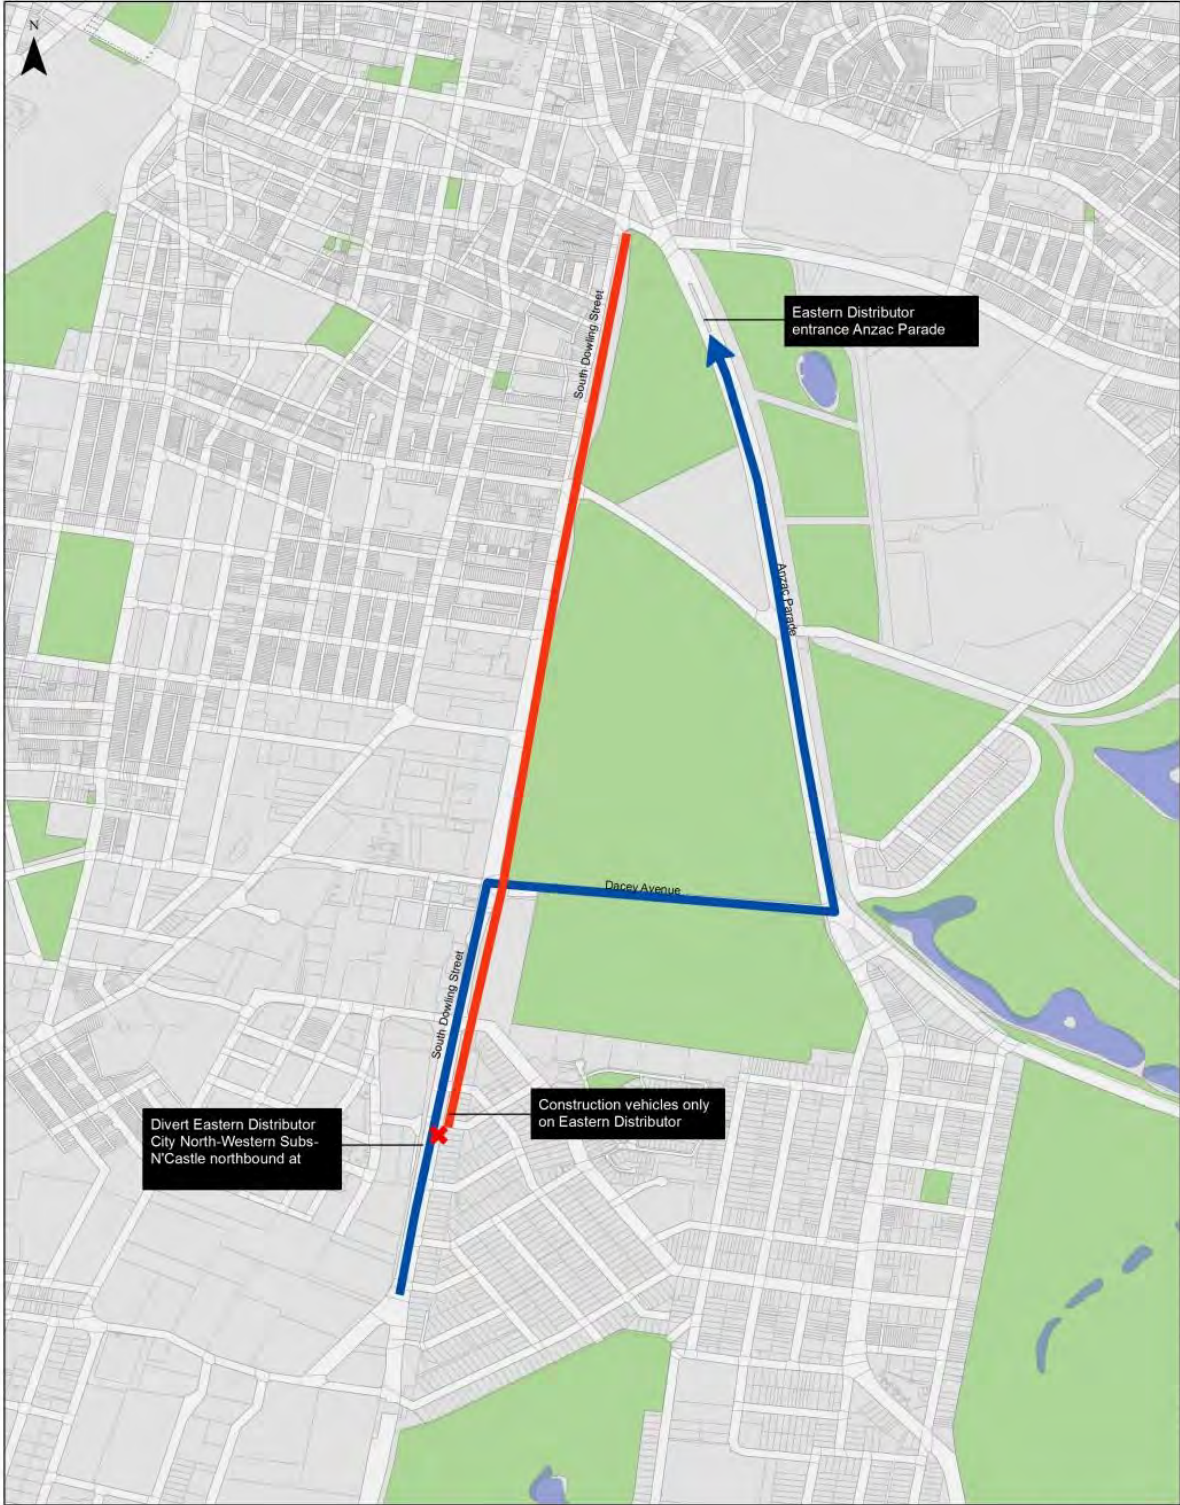 N
South Dowling Street
Eastern Distributor
entrance Anzac Parade
Anzac Parade
Dacey Avenue
South Dowling Street
Construction vehicles only
on Eastern Distributor
Divert Eastern Distributor
City North-Western Subs-
N'Castle northbound at